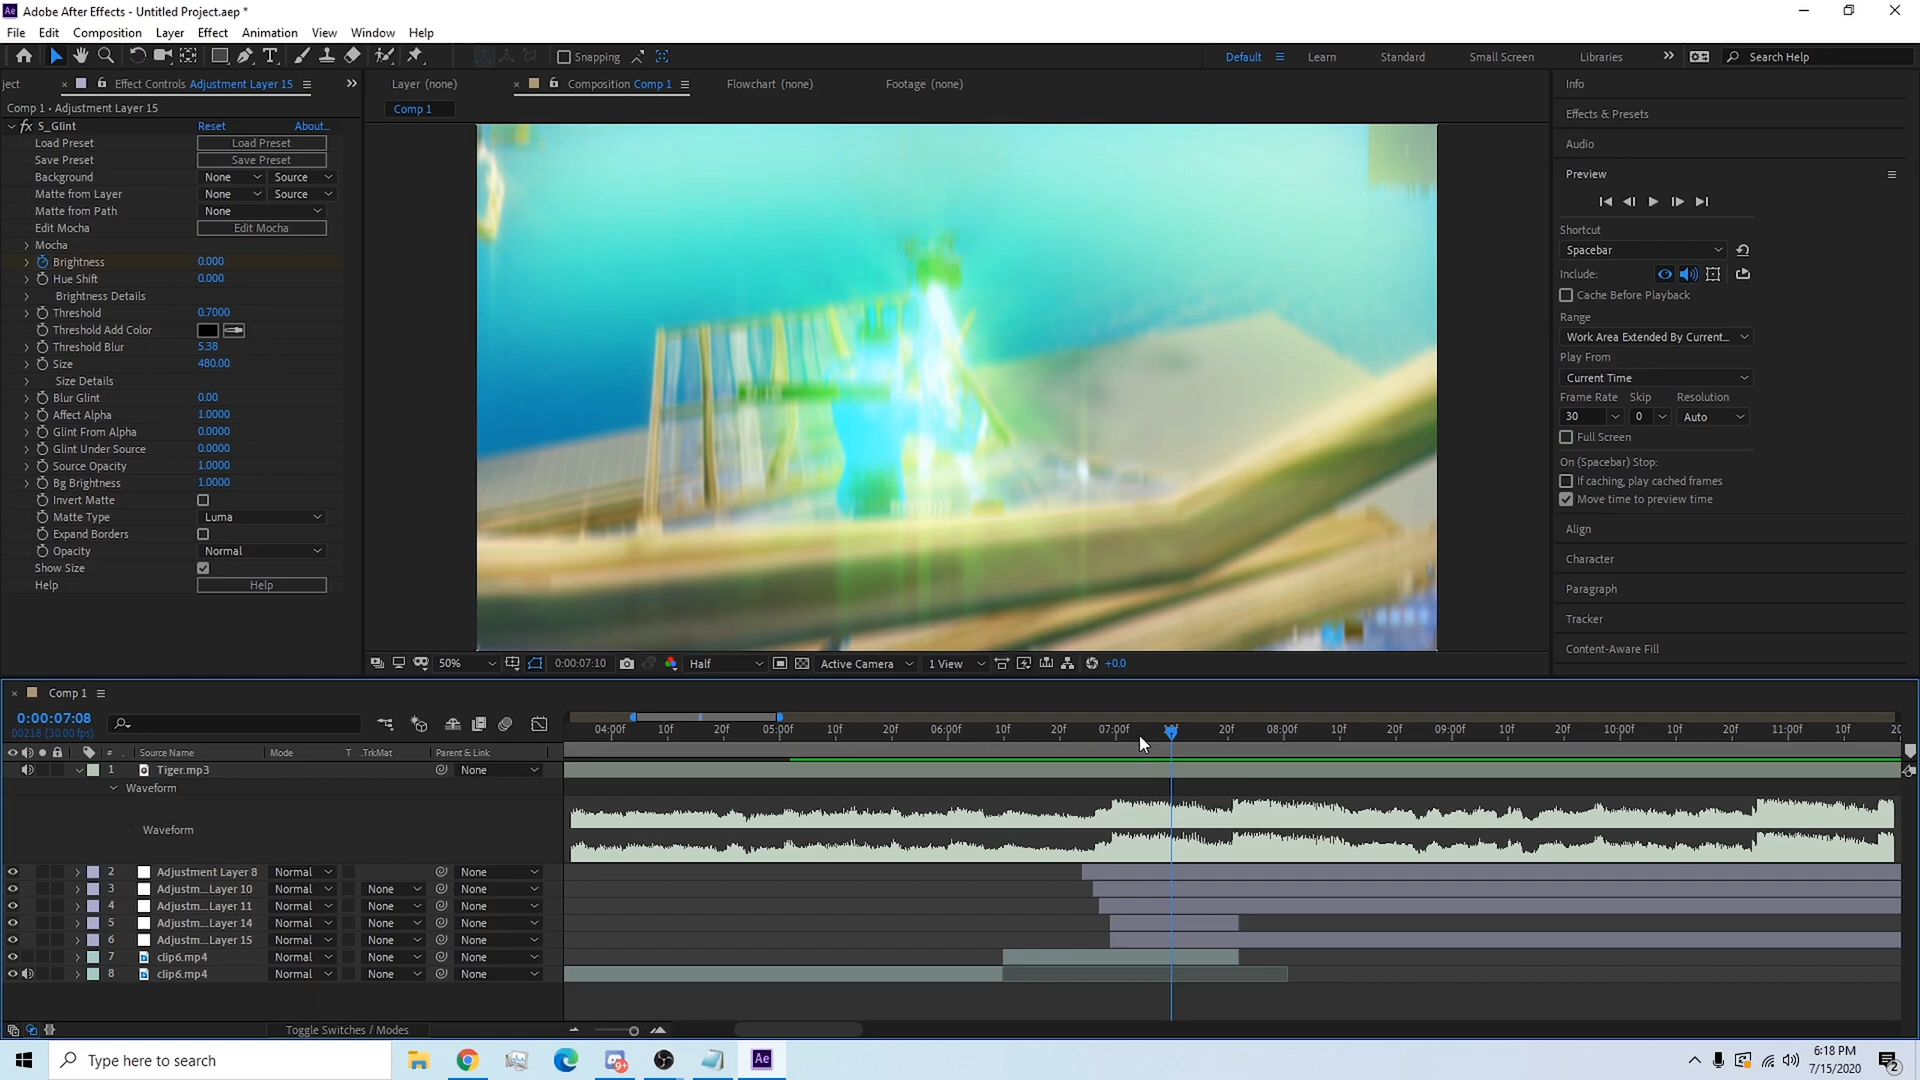 Adobe After Effects - Untitled Project.aep *
File Edit Composition Layer Effect Animation View Window Help
Snapping Default Learn Standard Small Screen Libraries Search Help
ject Effect Controls Adjustment Layer 15
Layer (none) Composition Comp 1 Flowchart (none) Footage (none)
Comp 1 • Adjustment Layer 15
Comp 1
fx S_Glint Reset About...
Load Preset Load Preset
Save Preset Save Preset
Background None Source
Matte from Layer None Source
Matte from Path None
Edit Mocha Edit Mocha
Mocha
Brightness 0.000
Hue Shift 0.000
Brightness Details
Threshold 0.7000
Threshold Add Color
Threshold Blur 5.38
Size 480.00
Size Details
Blur Glint 0.00
Affect Alpha 1.0000
Glint From Alpha 0.0000
Glint Under Source 0.0000
Source Opacity 1.0000
Bg Brightness 1.0000
Invert Matte
Matte Type Luma
Expand Borders
Opacity Normal
Show Size
Help Help
50% 0:00:07:10 Half Active Camera 1 View +0.0
Info
Effects & Presets
Audio
Preview
Shortcut
Spacebar
Include:
Cache Before Playback
Range
Work Area Extended By Current...
Play From
Current Time
Frame Rate Skip Resolution
30 0 Auto
Full Screen
On (Spacebar) Stop:
If caching, play cached frames
Move time to preview time
Align
Character
Paragraph
Tracker
Content-Aware Fill
Comp 1
0:00:07:08
00218 (30.00 fps)
04:00f 10f 20f 05:00f 10f 20f 06:00f 10f 20f 07:00f 20f 08:00f 10f 20f 09:00f 10f 20f 10:00f 10f 20f 11:00f 10f
# Source Name Mode T .TrkMat Parent & Link
1 Tiger.mp3 None
Waveform
Waveform
2 Adjustment Layer 8 Normal None
3 Adjustm...Layer 10 Normal None None
4 Adjustm...Layer 11 Normal None None
5 Adjustm...Layer 14 Normal None None
6 Adjustm...Layer 15 Normal None None
7 clip6.mp4 Normal None None
8 clip6.mp4 Normal None None
Toggle Switches / Modes
Type here to search
Ae
6:18 PM
7/15/2020
2